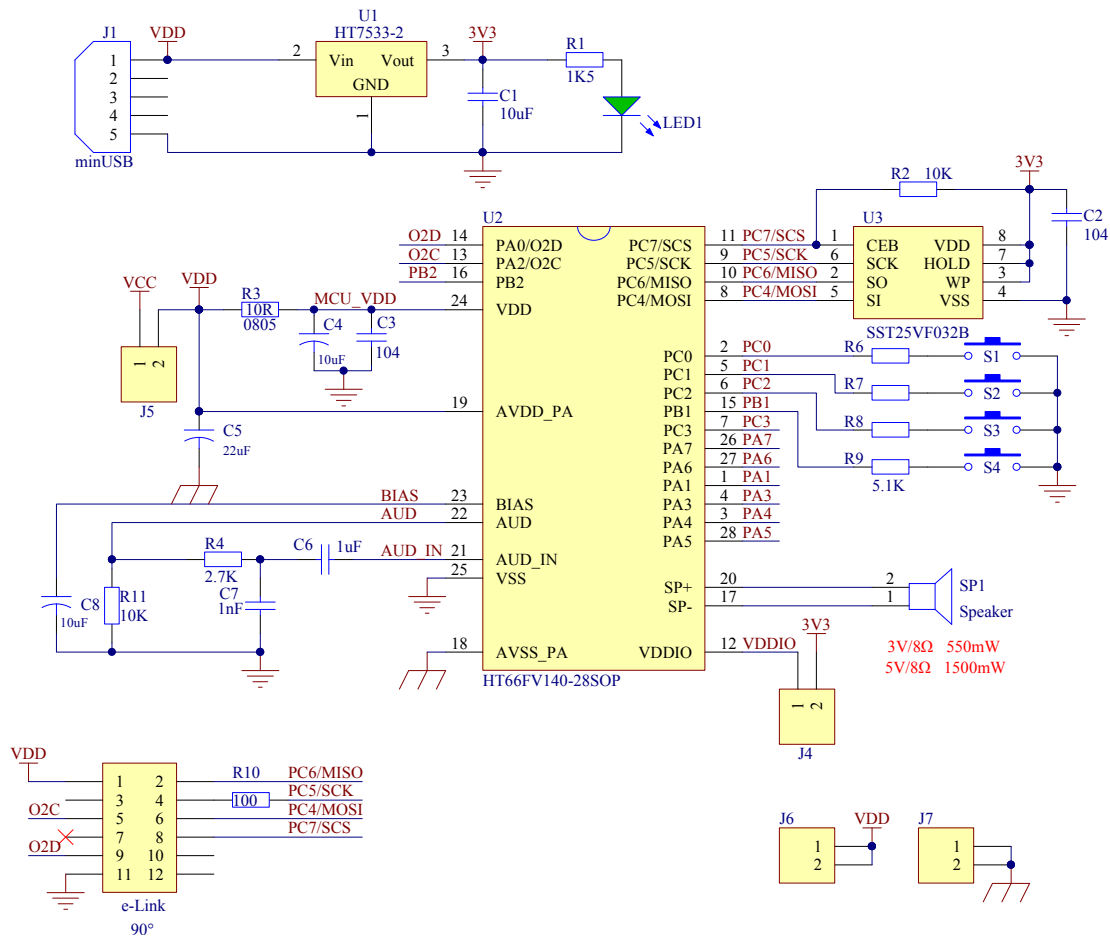 J1
VDD
1
2
3
4
5
minUSB
U1
HT7533-2
2
Vin
Vout
3
GND
1
3V3
R1
1K5
C1
10uF
LED1
3V3
R2 10K
C2
104
U3
1 CEB
6 SCK
2 SO
5 SI
VDD 8
HOLD 7
WP 3
VSS 4
SST25VF032B
U2
O2D 14 PA0/O2D
O2C 13 PA2/O2C
PB2 16 PB2
24 VDD
19 AVDD_PA
BIAS 23 BIAS
AUD 22 AUD
AUD_IN 21 AUD_IN
25 VSS
18 AVSS_PA
PC7/SCS 11 PC7/SCS
PC5/SCK 9 PC5/SCK
PC6/MISO 10 PC6/MISO
PC4/MOSI 8 PC4/MOSI
PC0 2 PC0
PC1 5 PC1
PC2 6 PC2
PB1 15 PB1
PC3 7 PC3
PA7 26 PA7
PA6 27 PA6
PA1 1 PA1
PA3 4 PA3
PA4 3 PA4
PA5 28 PA5
SP+ 20
SP- 17
VDDIO 12 VDDIO
HT66FV140-28SOP
VCC
VDD
1
2
J5
R3
10R
0805
MCU_VDD
C4
10uF
C3
104
C5
22uF
R4
2.7K
C6
1uF
C7
1nF
C8
10uF
R11
10K
R6
S1
R7
S2
R8
S3
R9
5.1K
S4
2
1
SP1
Speaker
3V/8Ω 550mW
5V/8Ω 1500mW
3V3
1
2
J4
VDD
1 2
3 4
O2C 5 6
7 8
O2D 9 10
11 12
R10
100
PC6/MISO
PC5/SCK
PC4/MOSI
PC7/SCS
e-Link
90°
J6
1
2
VDD
J7
1
2